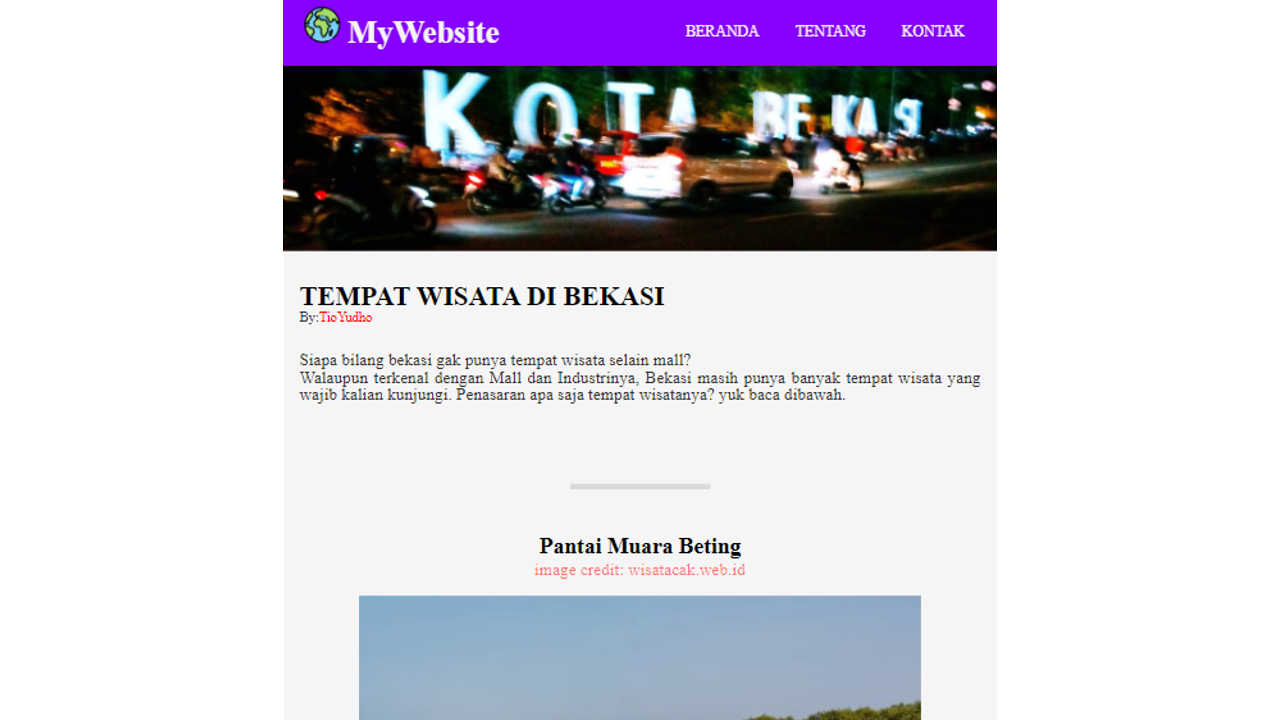 MyWebsite
BERANDA TENTANG KONTAK
KOTA BEKASI
TEMPAT WISATA DI BEKASI
By:TioYudho
Siapa bilang bekasi gak punya tempat wisata selain mall?
Walaupun terkenal dengan Mall dan Industrinya, Bekasi masih punya banyak tempat wisata yang
wajib kalian kunjungi. Penasaran apa saja tempat wisatanya? yuk baca dibawah.
Pantai Muara Beting
image credit: wisatacak.web.id